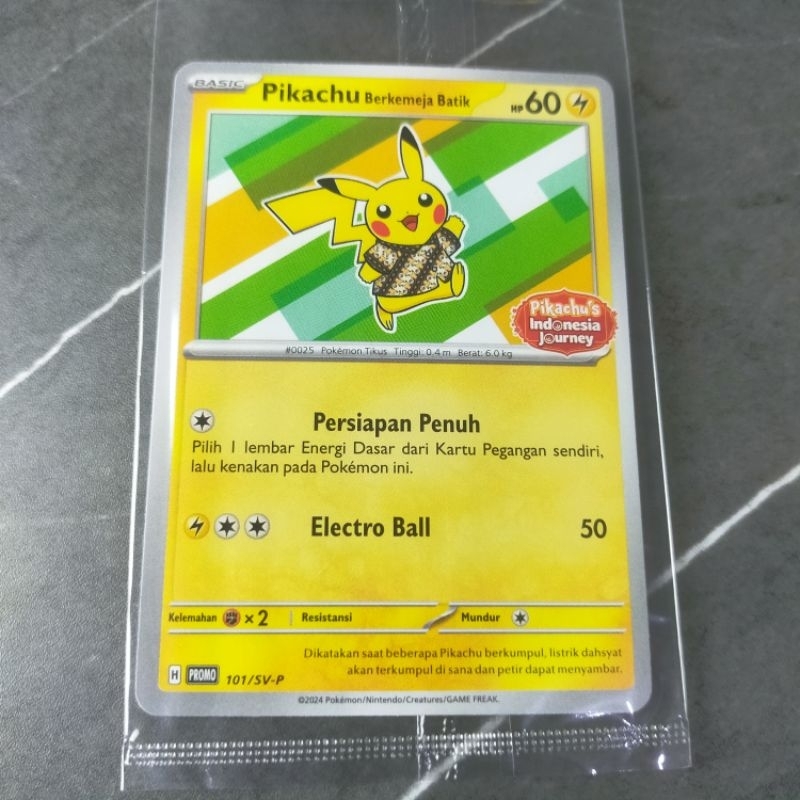 BASIC Pikachu Berkemeja Batik HP 60
Pikachu's
Indonesia
Journey
#0025 Pokémon Tikus Tinggi: 0.4 m Berat: 6.0 kg
Persiapan Penuh
Pilih 1 lembar Energi Dasar dari Kartu Pegangan sendiri,
lalu kenakan pada Pokémon ini.
Electro Ball 50
Kelemahan ×2 Resistansi Mundur
Dikatakan saat beberapa Pikachu berkumpul, listrik dahsyat
akan terkumpul di sana dan petir dapat menyambar.
H PROMO 101/SV-P
©2024 Pokémon/Nintendo/Creatures/GAME FREAK.